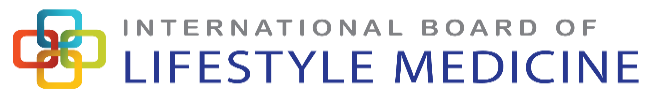 INTERNATIONAL BOARD OF
LIFESTYLE MEDICINE